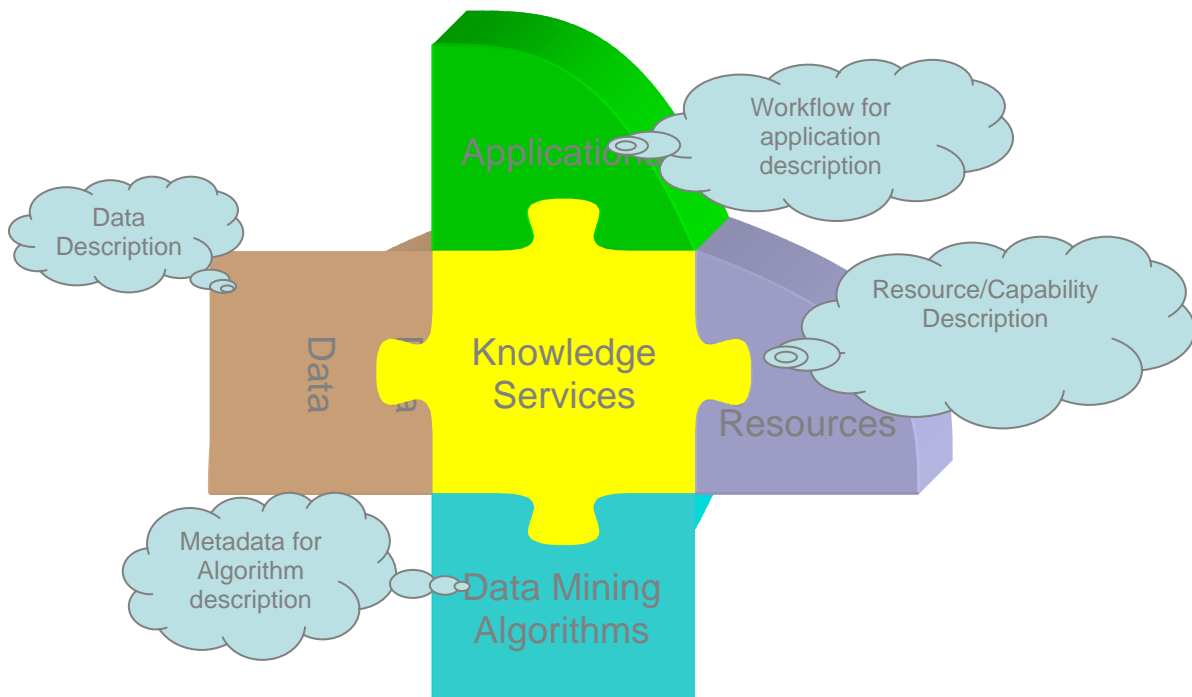 Applications
Workflow for
application
description
Data
Description
Resource/Capability
Description
Data
Knowledge
Services
Resources
Metadata for
Algorithm
description
Data Mining
Algorithms